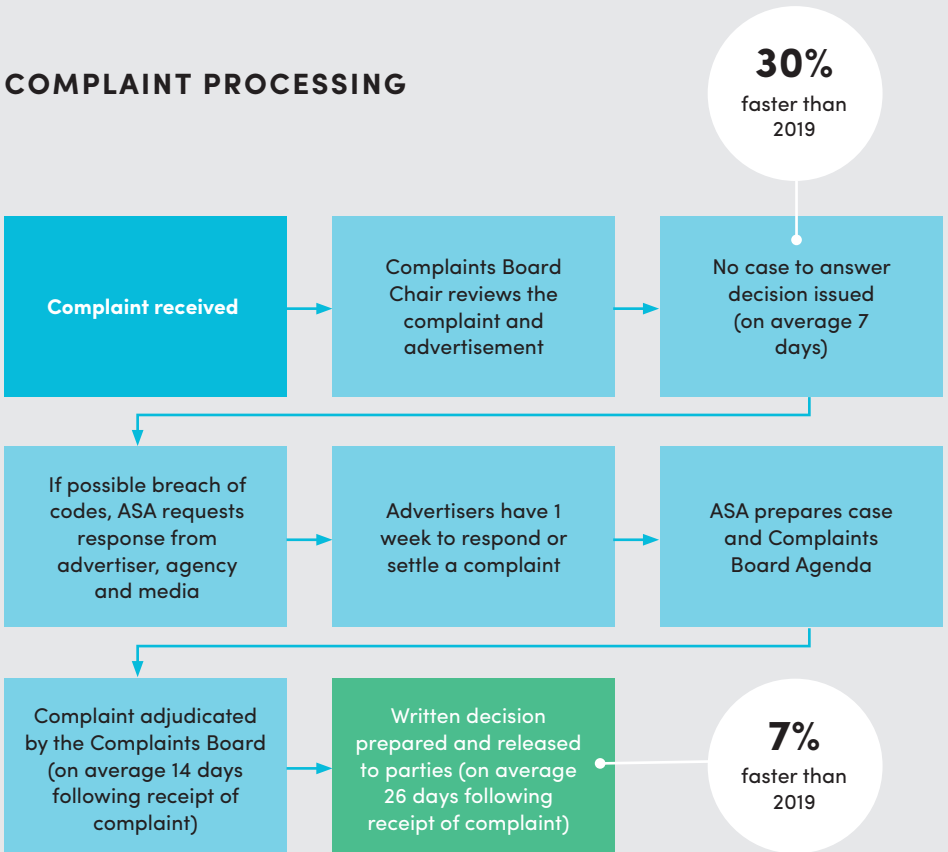 COMPLAINT PROCESSING
30%
faster than
2019
Complaint received
Complaints Board
Chair reviews the
complaint and
advertisement
No case to answer
decision issued
(on average 7
days)
If possible breach of
codes, ASA requests
response from
advertiser, agency
and media
Advertisers have 1
week to respond or
settle a complaint
ASA prepares case
and Complaints
Board Agenda
Complaint adjudicated
by the Complaints Board
(on average 14 days
following receipt of
complaint)
Written decision
prepared and released
to parties (on average
26 days following
receipt of complaint)
7%
faster than
2019